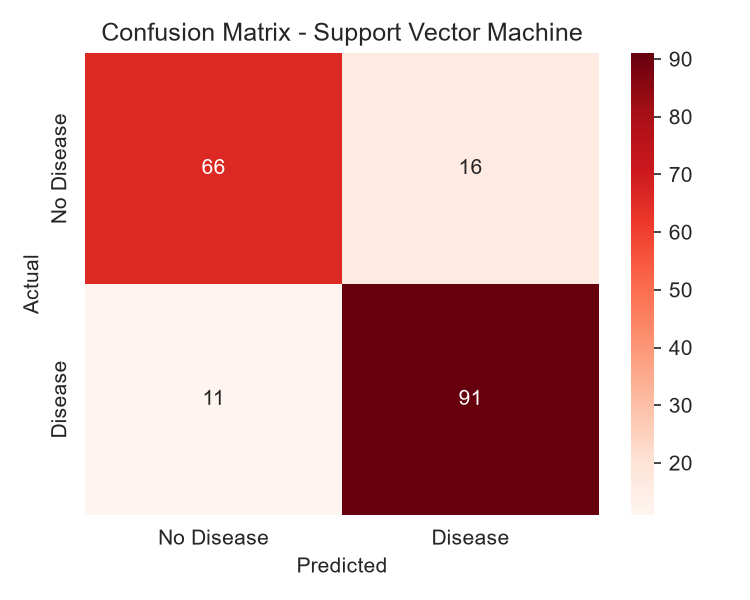 Confusion Matrix - Support Vector Machine
No Disease
Disease
Actual
66
16
11
91
No Disease
Disease
Predicted
90
80
70
60
50
40
30
20